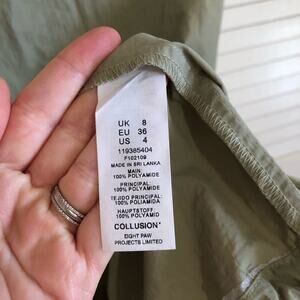 UK 8
EU 36
US 4
119385404
F102109
MADE IN SRI LANKA
MAIN:
100% POLYAMIDE
PRINCIPAL:
100% POLYAMIDE
TEJIDO PRINCIPAL:
100% POLIAMIDA
HAUPTSTOFF:
100% POLYAMID
COLLUSION*
EIGHT PAW
PROJECTS LIMITED